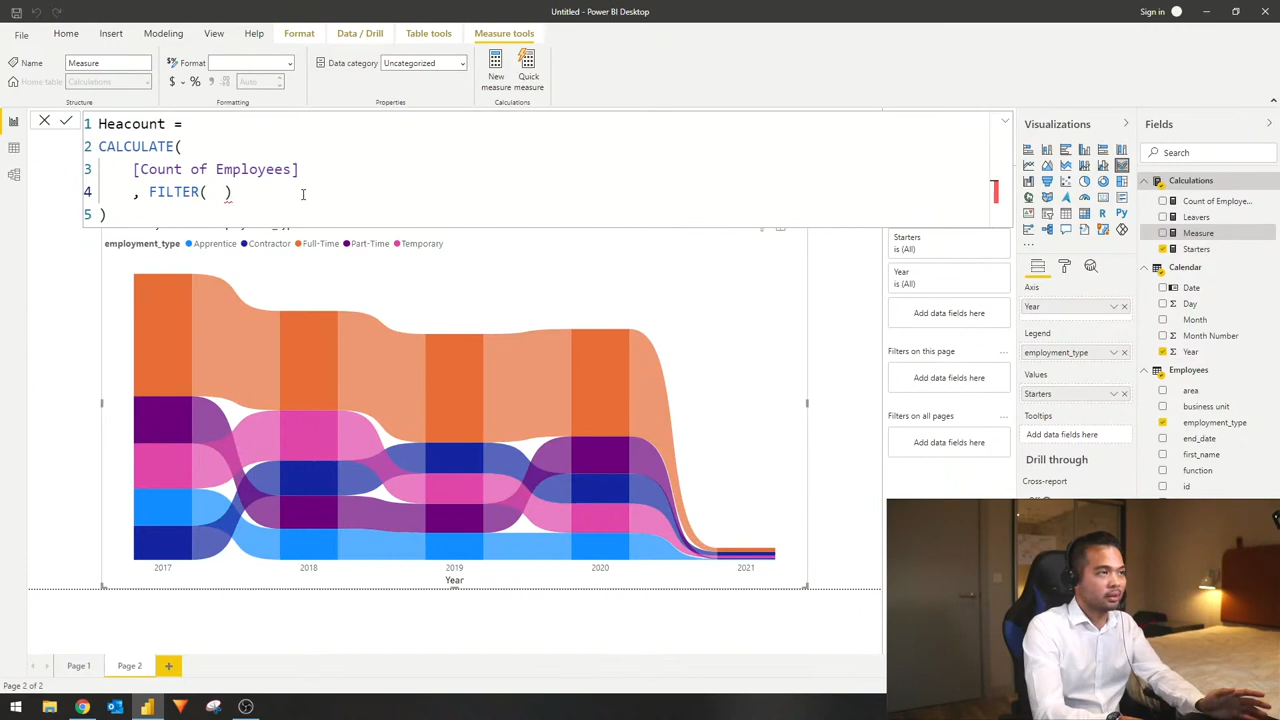 Untitled - Power BI Desktop
Sign in
File
Home
Insert
Modeling
View
Help
Format
Data / Drill
Table tools
Measure tools
Name
Measure
Home table
Calculations
Structure
Format
$
%
Auto
Formatting
Data category
Uncategorized
Properties
New measure
Quick measure
Calculations
1 Heacount =
2 CALCULATE(
3 [Count of Employees]
4 , FILTER( )
5 )
employment_type
Apprentice
Contractor
Full-Time
Part-Time
Temporary
2017
2018
2019
2020
2021
Year
Starters
is (All)
Year
is (All)
Add data fields here
Filters on this page
...
Add data fields here
Filters on all pages
...
Add data fields here
Visualizations
R
Py
...
Axis
Year
Legend
employment_type
Values
Starters
Tooltips
Add data fields here
Drill through
Cross-report
Fields
Search
Calculations
Count of Employe...
Leavers
Measure
Starters
Calendar
Date
Day
Month
Month Number
Year
Employees
area
business unit
employment_type
end_date
first_name
function
id
Page 1
Page 2
Page 2 of 2